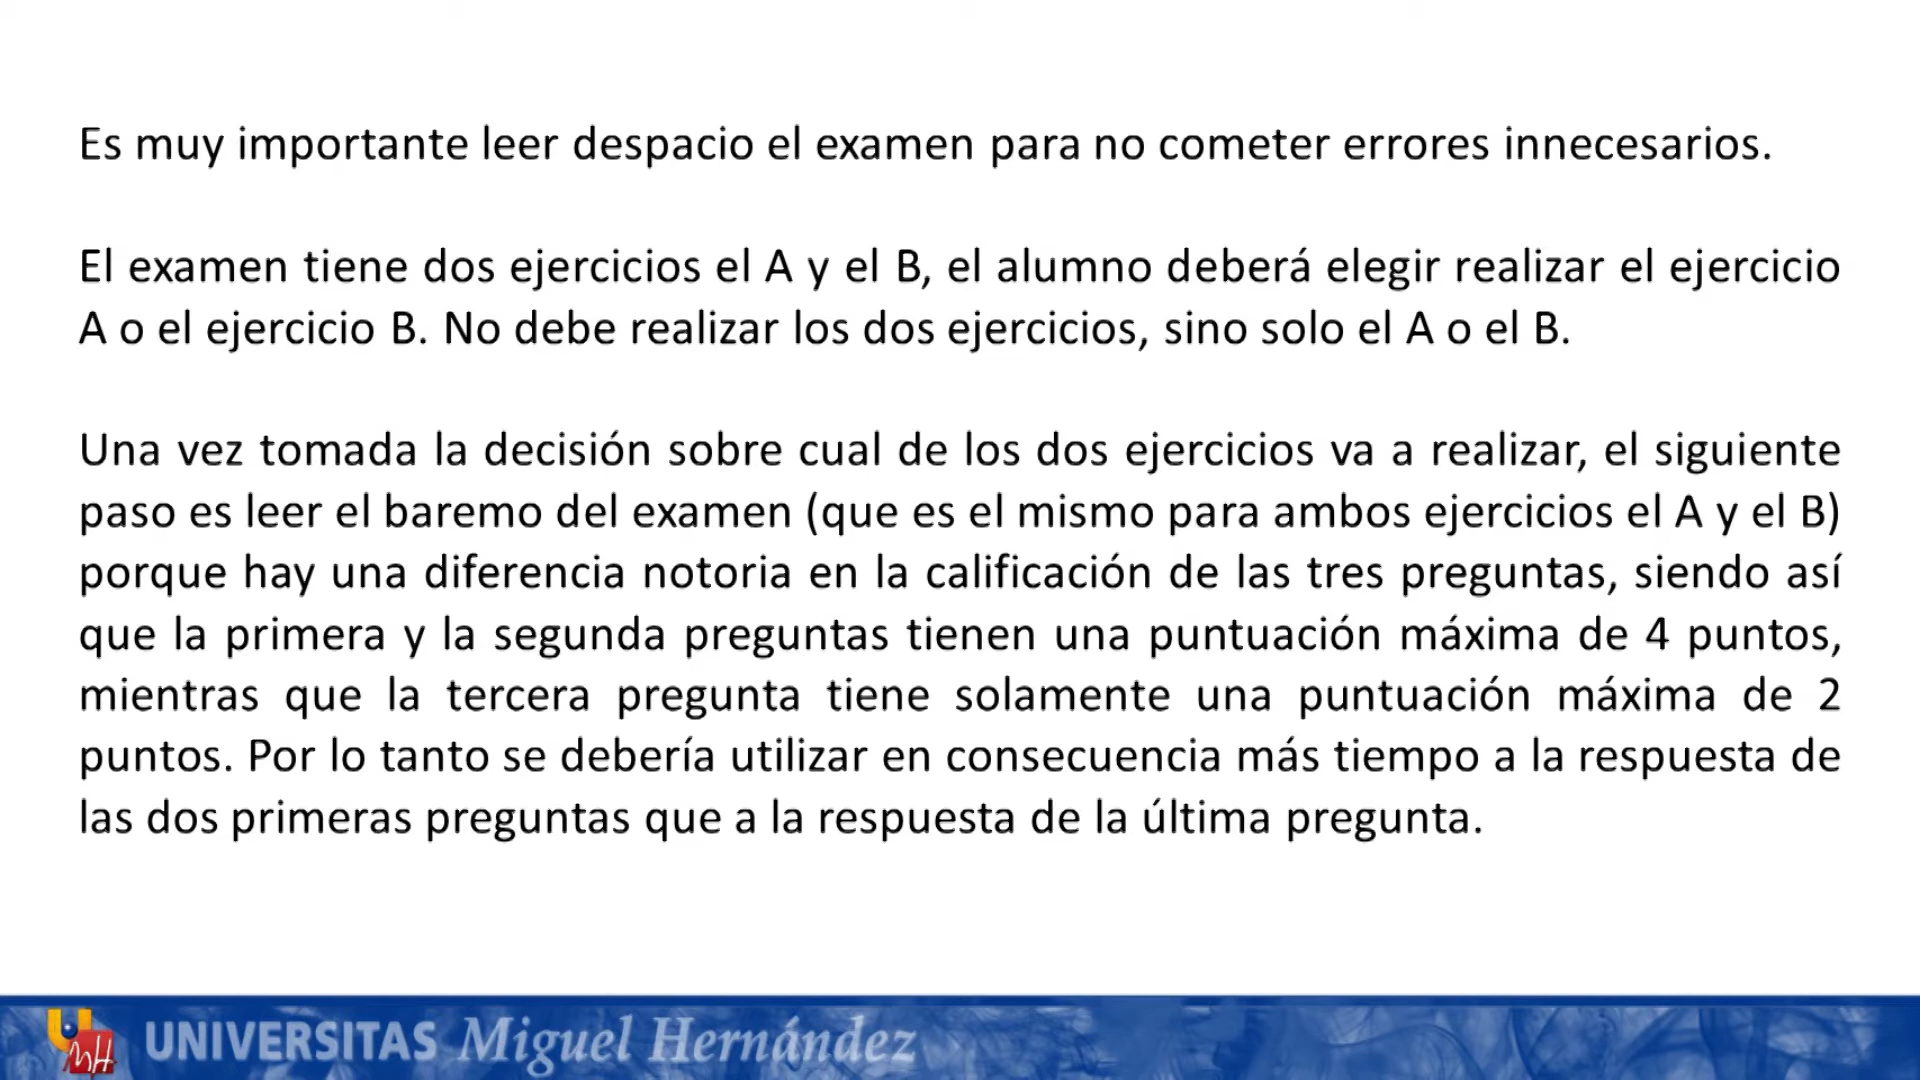 Es muy importante leer despacio el examen para no cometer errores innecesarios.
El examen tiene dos ejercicios el A y el B, el alumno deberá elegir realizar el ejercicio
A o el ejercicio B. No debe realizar los dos ejercicios, sino solo el A o el B.
Una vez tomada la decisión sobre cual de los dos ejercicios va a realizar, el siguiente
paso es leer el baremo del examen (que es el mismo para ambos ejercicios el A y el B)
porque hay una diferencia notoria en la calificación de las tres preguntas, siendo así
que la primera y la segunda preguntas tienen una puntuación máxima de 4 puntos,
mientras que la tercera pregunta tiene solamente una puntuación máxima de 2
puntos. Por lo tanto se debería utilizar en consecuencia más tiempo a la respuesta de
las dos primeras preguntas que a la respuesta de la última pregunta.
UMH UNIVERSITAS Miguel Hernández